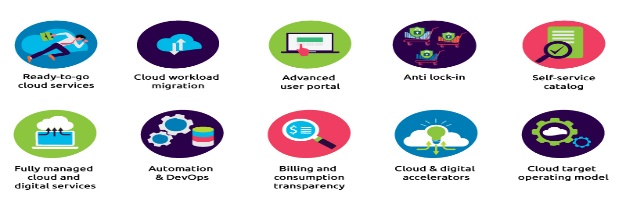 Ready-to-go
cloud services
Cloud workload
migration
Advanced
user portal
Anti lock-in
Self-service
catalog
Fully managed
cloud and
digital services
Automation
& DevOps
Billing and
consumption
transparency
Cloud & digital
accelerators
Cloud target
operating model